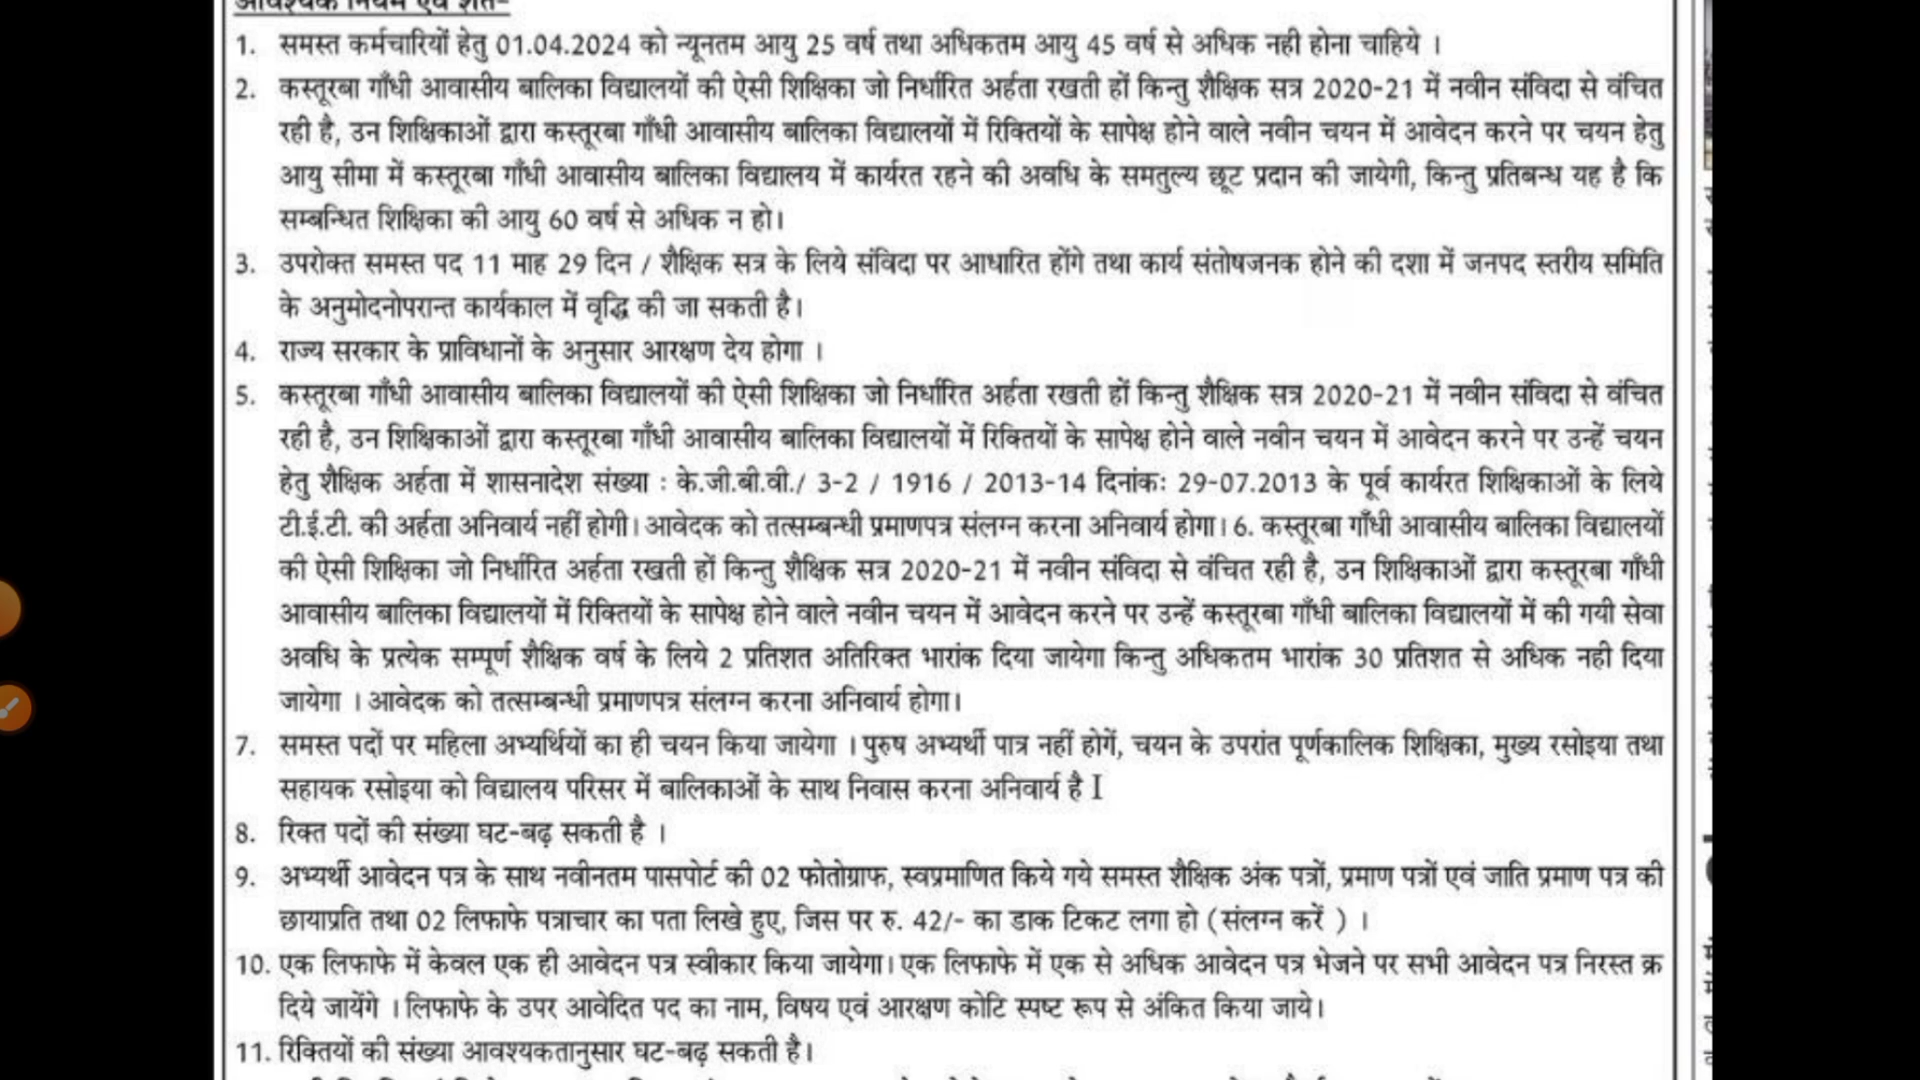 आवश्यक नियम एवं शर्तें-
1. समस्त कर्मचारियों हेतु 01.04.2024 को न्यूनतम आयु 25 वर्ष तथा अधिकतम आयु 45 वर्ष से अधिक नही होना चाहिये ।
2. कस्तूरबा गाँधी आवासीय बालिका विद्यालयों की ऐसी शिक्षिका जो निर्धारित अर्हता रखती हों किन्तु शैक्षिक सत्र 2020-21 में नवीन संविदा से वंचित
रही है, उन शिक्षिकाओं द्वारा कस्तूरबा गाँधी आवासीय बालिका विद्यालयों में रिक्तियों के सापेक्ष होने वाले नवीन चयन में आवेदन करने पर चयन हेतु
आयु सीमा में कस्तूरबा गाँधी आवासीय बालिका विद्यालय में कार्यरत रहने की अवधि के समतुल्य छूट प्रदान की जायेगी, किन्तु प्रतिबन्ध यह है कि
सम्बन्धित शिक्षिका की आयु 60 वर्ष से अधिक न हो।
3. उपरोक्त समस्त पद 11 माह 29 दिन / शैक्षिक सत्र के लिये संविदा पर आधारित होंगे तथा कार्य संतोषजनक होने की दशा में जनपद स्तरीय समिति
के अनुमोदनोपरान्त कार्यकाल में वृद्धि की जा सकती है।
4. राज्य सरकार के प्राविधानों के अनुसार आरक्षण देय होगा ।
5. कस्तूरबा गाँधी आवासीय बालिका विद्यालयों की ऐसी शिक्षिका जो निर्धारित अर्हता रखती हों किन्तु शैक्षिक सत्र 2020-21 में नवीन संविदा से वंचित
रही है, उन शिक्षिकाओं द्वारा कस्तूरबा गाँधी आवासीय बालिका विद्यालयों में रिक्तियों के सापेक्ष होने वाले नवीन चयन में आवेदन करने पर उन्हें चयन
हेतु शैक्षिक अर्हता में शासनादेश संख्या : के.जी.बी.वी./ 3-2 / 1916 / 2013-14 दिनांकः 29-07.2013 के पूर्व कार्यरत शिक्षिकाओं के लिये
टी.ई.टी. की अर्हता अनिवार्य नहीं होगी। आवेदक को तत्सम्बन्धी प्रमाणपत्र संलग्न करना अनिवार्य होगा। 6. कस्तूरबा गाँधी आवासीय बालिका विद्यालयों
की ऐसी शिक्षिका जो निर्धारित अर्हता रखती हों किन्तु शैक्षिक सत्र 2020-21 में नवीन संविदा से वंचित रही है, उन शिक्षिकाओं द्वारा कस्तूरबा गाँधी
आवासीय बालिका विद्यालयों में रिक्तियों के सापेक्ष होने वाले नवीन चयन में आवेदन करने पर उन्हें कस्तूरबा गाँधी बालिका विद्यालयों में की गयी सेवा
अवधि के प्रत्येक सम्पूर्ण शैक्षिक वर्ष के लिये 2 प्रतिशत अतिरिक्त भारांक दिया जायेगा किन्तु अधिकतम भारांक 30 प्रतिशत से अधिक नही दिया
जायेगा । आवेदक को तत्सम्बन्धी प्रमाणपत्र संलग्न करना अनिवार्य होगा।
7. समस्त पदों पर महिला अभ्यर्थियों का ही चयन किया जायेगा । पुरुष अभ्यर्थी पात्र नहीं होगें, चयन के उपरांत पूर्णकालिक शिक्षिका, मुख्य रसोइया तथा
सहायक रसोइया को विद्यालय परिसर में बालिकाओं के साथ निवास करना अनिवार्य है I
8. रिक्त पदों की संख्या घट-बढ़ सकती है ।
9. अभ्यर्थी आवेदन पत्र के साथ नवीनतम पासपोर्ट की 02 फोतोग्राफ, स्वप्रमाणित किये गये समस्त शैक्षिक अंक पत्रों, प्रमाण पत्रों एवं जाति प्रमाण पत्र की
छायाप्रति तथा 02 लिफाफे पत्राचार का पता लिखे हुए, जिस पर रु. 42/- का डाक टिकट लगा हो (संलग्न करें ) ।
10. एक लिफाफे में केवल एक ही आवेदन पत्र स्वीकार किया जायेगा। एक लिफाफे में एक से अधिक आवेदन पत्र भेजने पर सभी आवेदन पत्र निरस्त क्र
दिये जायेंगे । लिफाफे के उपर आवेदित पद का नाम, विषय एवं आरक्षण कोटि स्पष्ट रूप से अंकित किया जाये।
11. रिक्तियों की संख्या आवश्यकतानुसार घट-बढ़ सकती है।